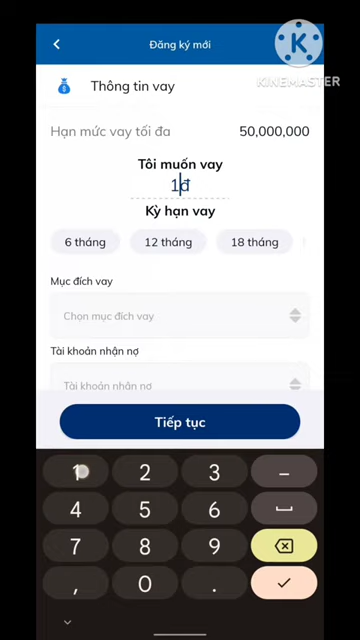 Đăng ký mới
K
KINEMASTER
Thông tin vay
Hạn mức vay tối đa 50,000,000
Tôi muốn vay
1đ
Kỳ hạn vay
6 tháng 12 tháng 18 tháng
Mục đích vay
Chọn mục đích vay
Tài khoản nhận nợ
Tài khoản nhận nợ
Tiếp tục
1 2 3 –
4 5 6
7 8 9
, 0 .